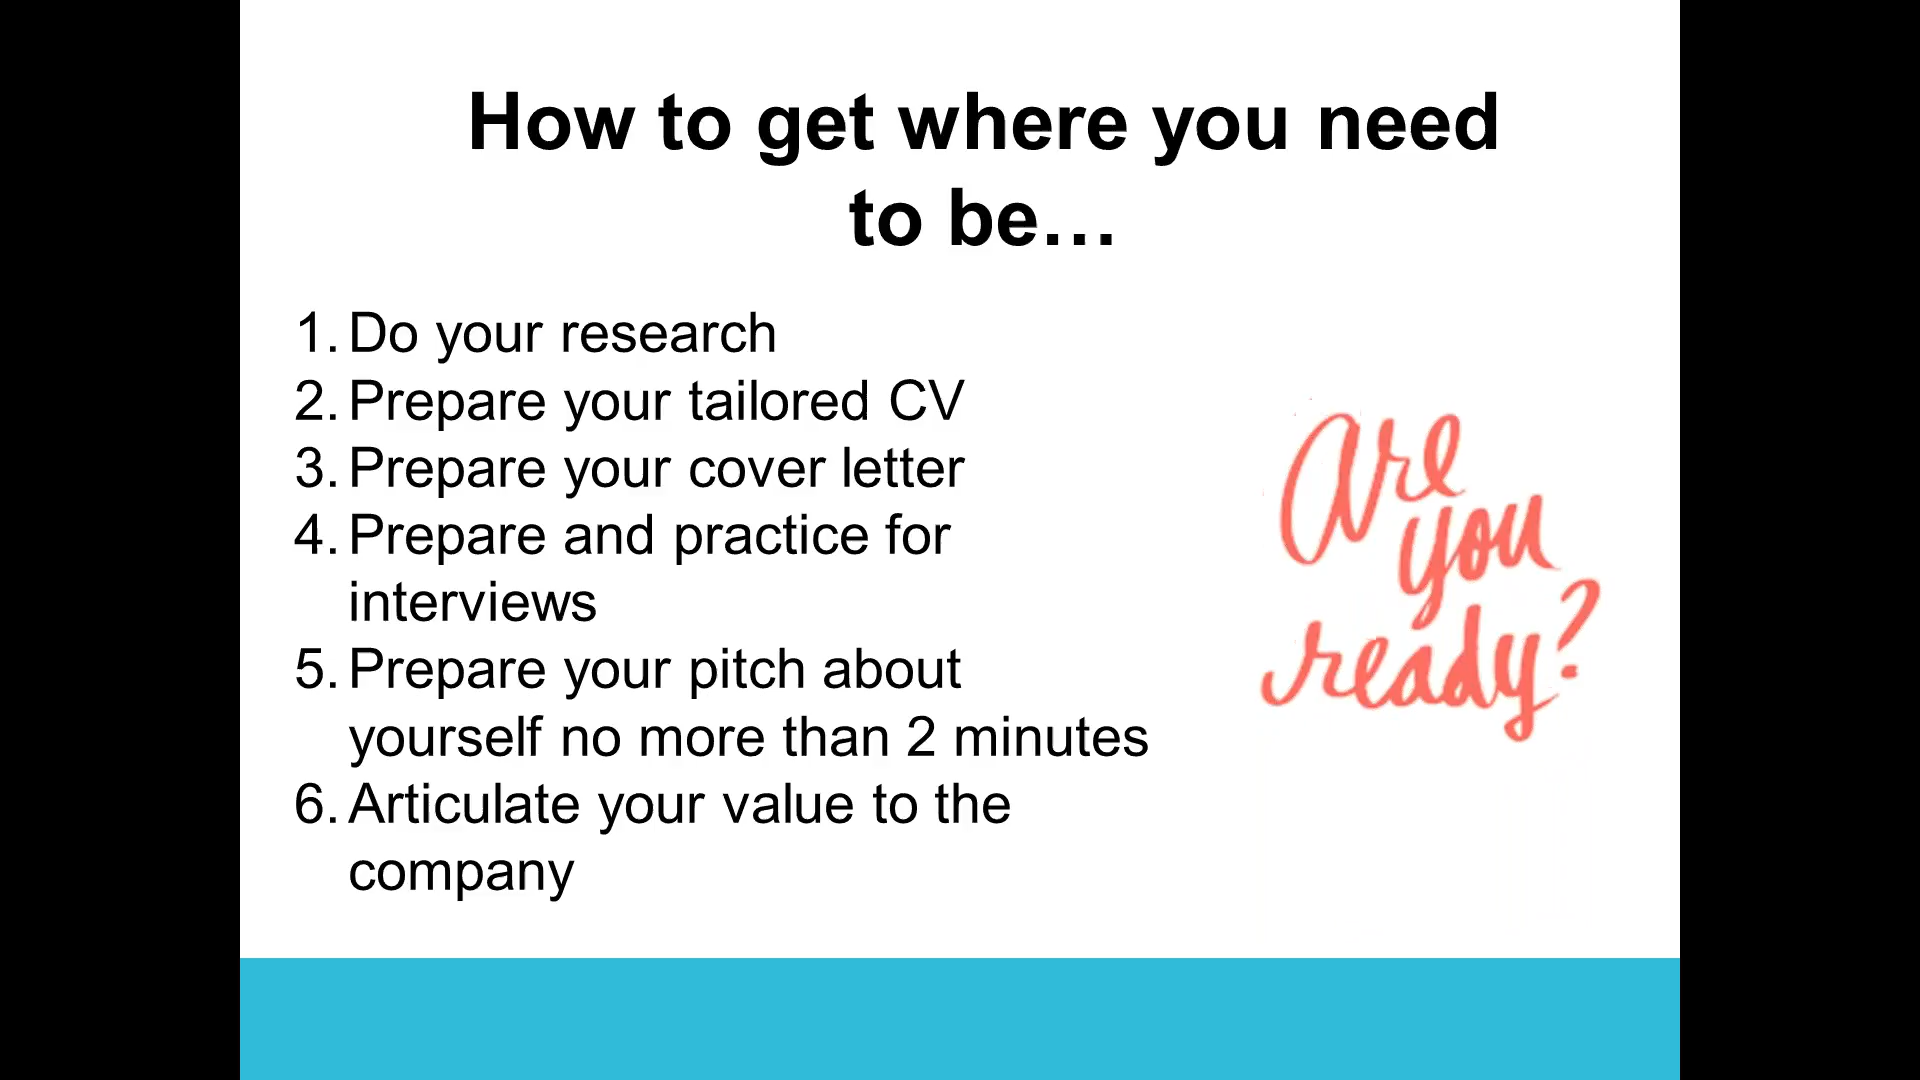 How to get where you need
to be…
1. Do your research
2. Prepare your tailored CV
3. Prepare your cover letter
4. Prepare and practice for
interviews
5. Prepare your pitch about
yourself no more than 2 minutes
6. Articulate your value to the
company
Are
you
ready?